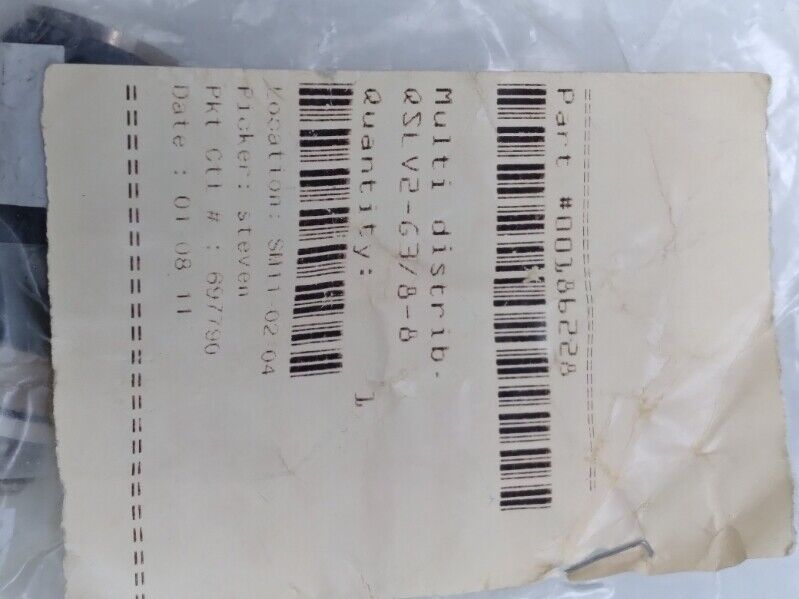 ==============================
Part #00186228
Multi distrib.
QSLV2-G3/8-8
Quantity: 1
Location: SH11-02-04
Picker: steven
Pkt Ctl # : 697790
Date : 01 08 11
==============================